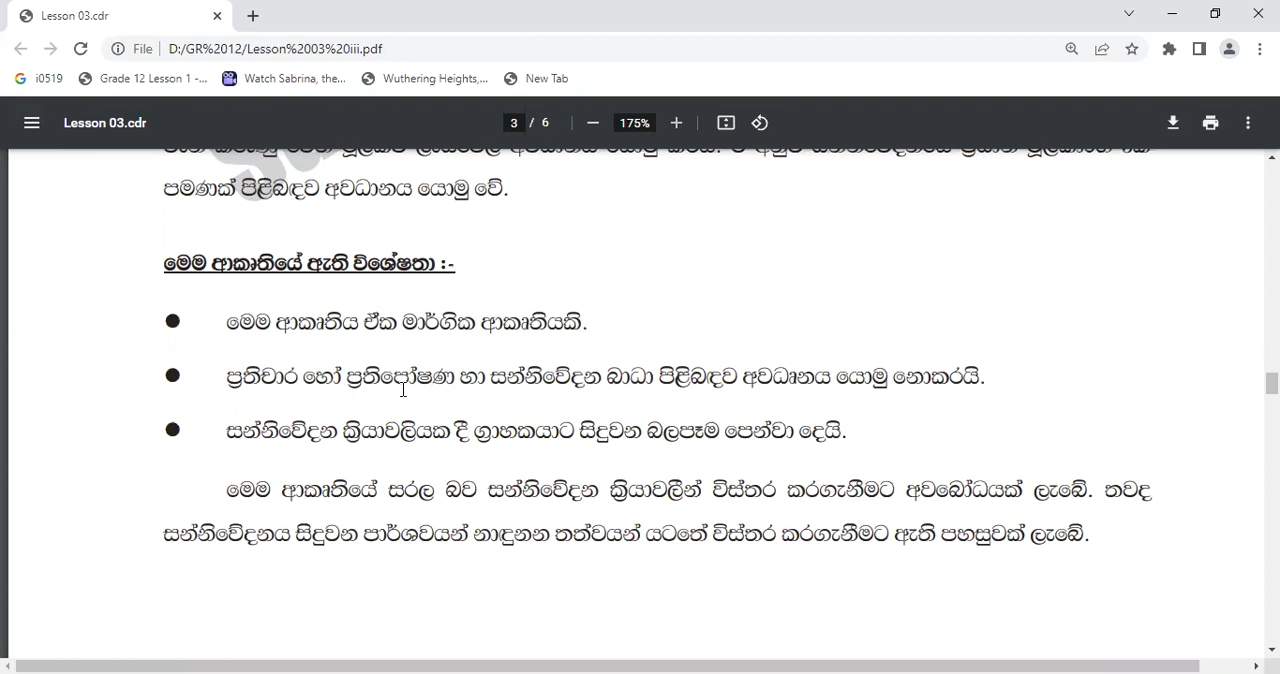 Lesson 03.cdr
File D:/GR%2012/Lesson%2003%20iii.pdf
i0519 Grade 12 Lesson 1 -... Watch Sabrina, the... Wuthering Heights,... New Tab
Lesson 03.cdr 3 / 6 175%
පමණක් පිළිබඳව අවධානය යොමු වේ.
මෙම ආකෘතියේ ඇති විශේෂතා :-
● මෙම ආකෘතිය ඒක මාර්ගික ආකෘතියකි.
● ප්‍රතිචාර හෝ ප්‍රතිපෝෂණ හා සන්නිවේදන බාධා පිළිබඳව අවධානය යොමු නොකරයි.
● සන්නිවේදන ක්‍රියාවලියක දී ග්‍රාහකයාට සිදුවන බලපෑම පෙන්වා දෙයි.
මෙම ආකෘතියේ සරල බව සන්නිවේදන ක්‍රියාවලීන් විස්තර කරගැනීමට අවබෝධයක් ලැබේ. තවද
සන්නිවේදනය සිදුවන පාර්ශවයන් නාඳුනන තත්වයන් යටතේ විස්තර කරගැනීමට ඇති පහසුවක් ලැබේ.